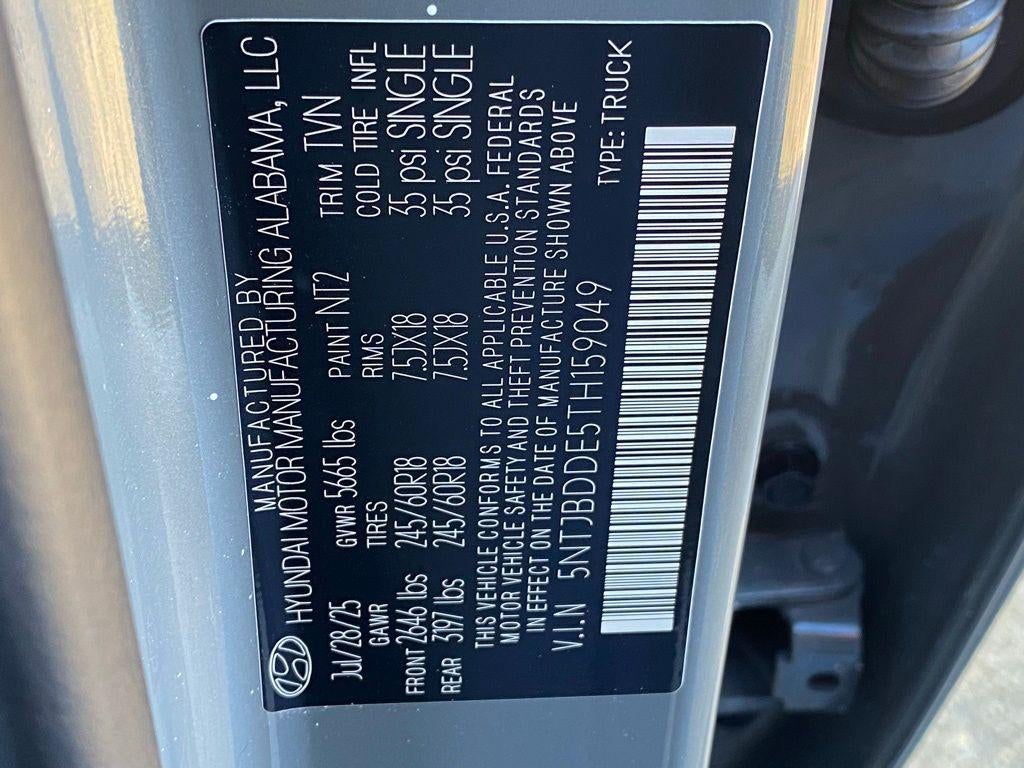 MANUFACTURED BY
HYUNDAI MOTOR MANUFACTURING ALABAMA, LLC
Jul/28/25 GVWR 5665 lbs PAINT NT2 TRIM TVN
GAWR TIRES RIMS COLD TIRE INFL
FRONT 2646 lbs 245/60R18 7.5JX18 35 psi SINGLE
REAR 3197 lbs 245/60R18 7.5JX18 35 psi SINGLE
THIS VEHICLE CONFORMS TO ALL APPLICABLE U.S.A. FEDERAL
MOTOR VEHICLE SAFETY AND THEFT PREVENTION STANDARDS
IN EFFECT ON THE DATE OF MANUFACTURE SHOWN ABOVE
V.I.N 5NTJBDDE5TH159049 TYPE: TRUCK